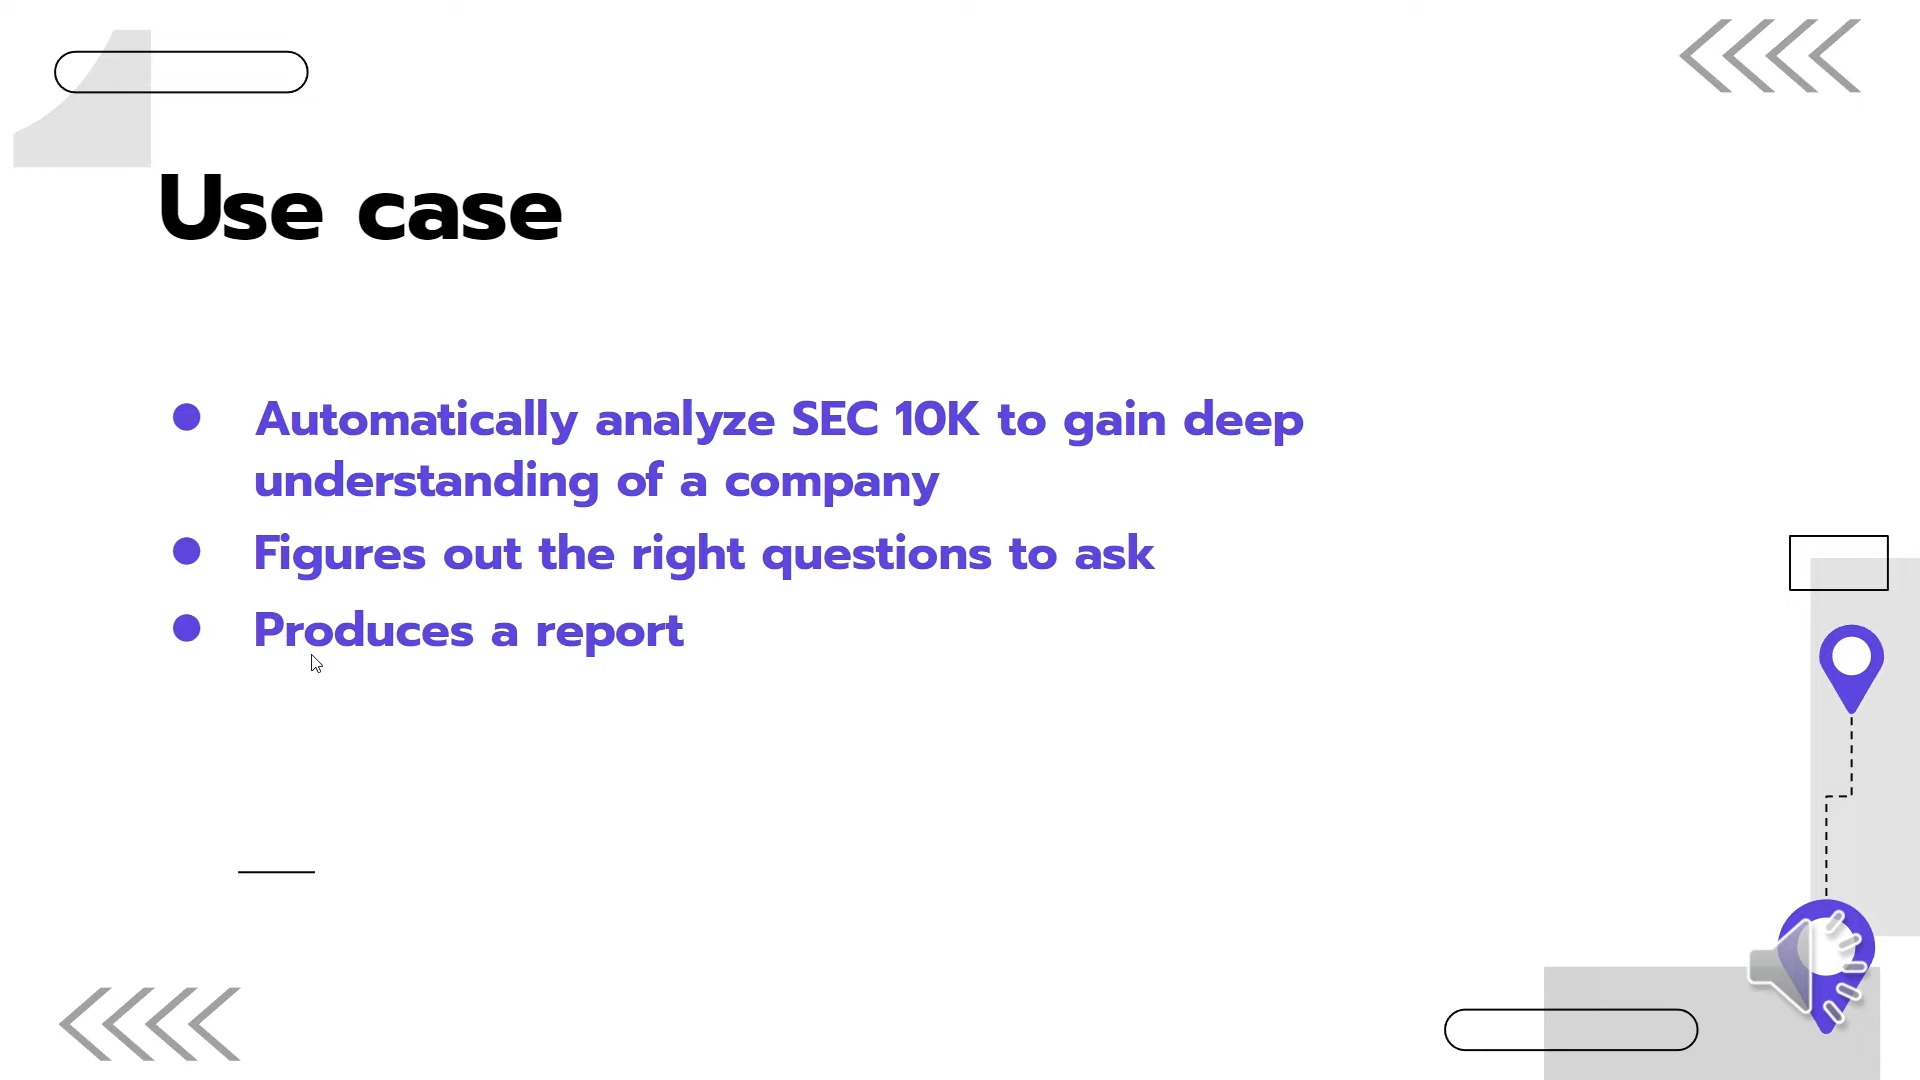 Use case
Automatically analyze SEC 10K to gain deep
understanding of a company
Figures out the right questions to ask
Produces a report